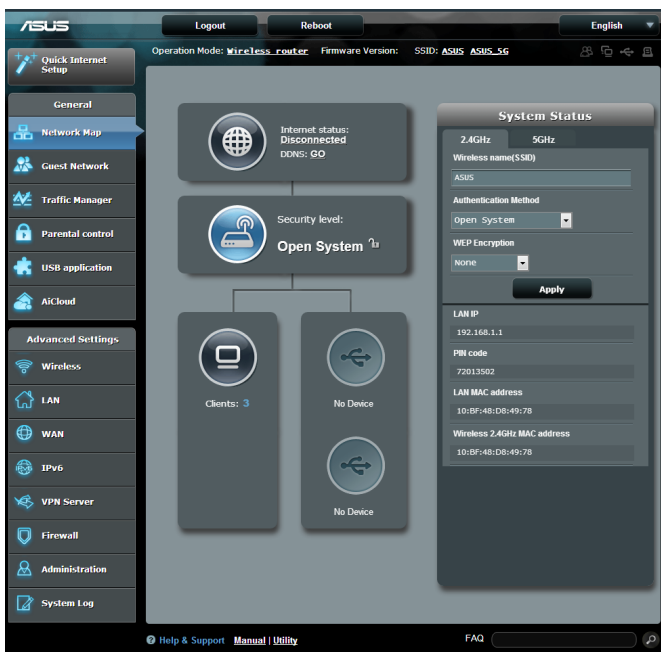 ASUS
Logout
Reboot
English
Operation Mode: Wireless router Firmware Version: SSID: ASUS ASUS_5G
Quick Internet
Setup
General
Network Map
Guest Network
Traffic Manager
Parental control
USB application
AiCloud
Advanced Settings
Wireless
LAN
WAN
IPv6
VPN Server
Firewall
Administration
System Log
Internet status:
Disconnected
DDNS: GO
Security level:
Open System
Clients: 3
No Device
No Device
System Status
2.4GHz
5GHz
Wireless name(SSID)
ASUS
Authentication Method
Open System
WEP Encryption
None
Apply
LAN IP
192.168.1.1
PIN code
72013502
LAN MAC address
10:BF:48:D8:49:78
Wireless 2.4GHz MAC address
10:BF:48:D8:49:78
Help & Support Manual | Utility
FAQ